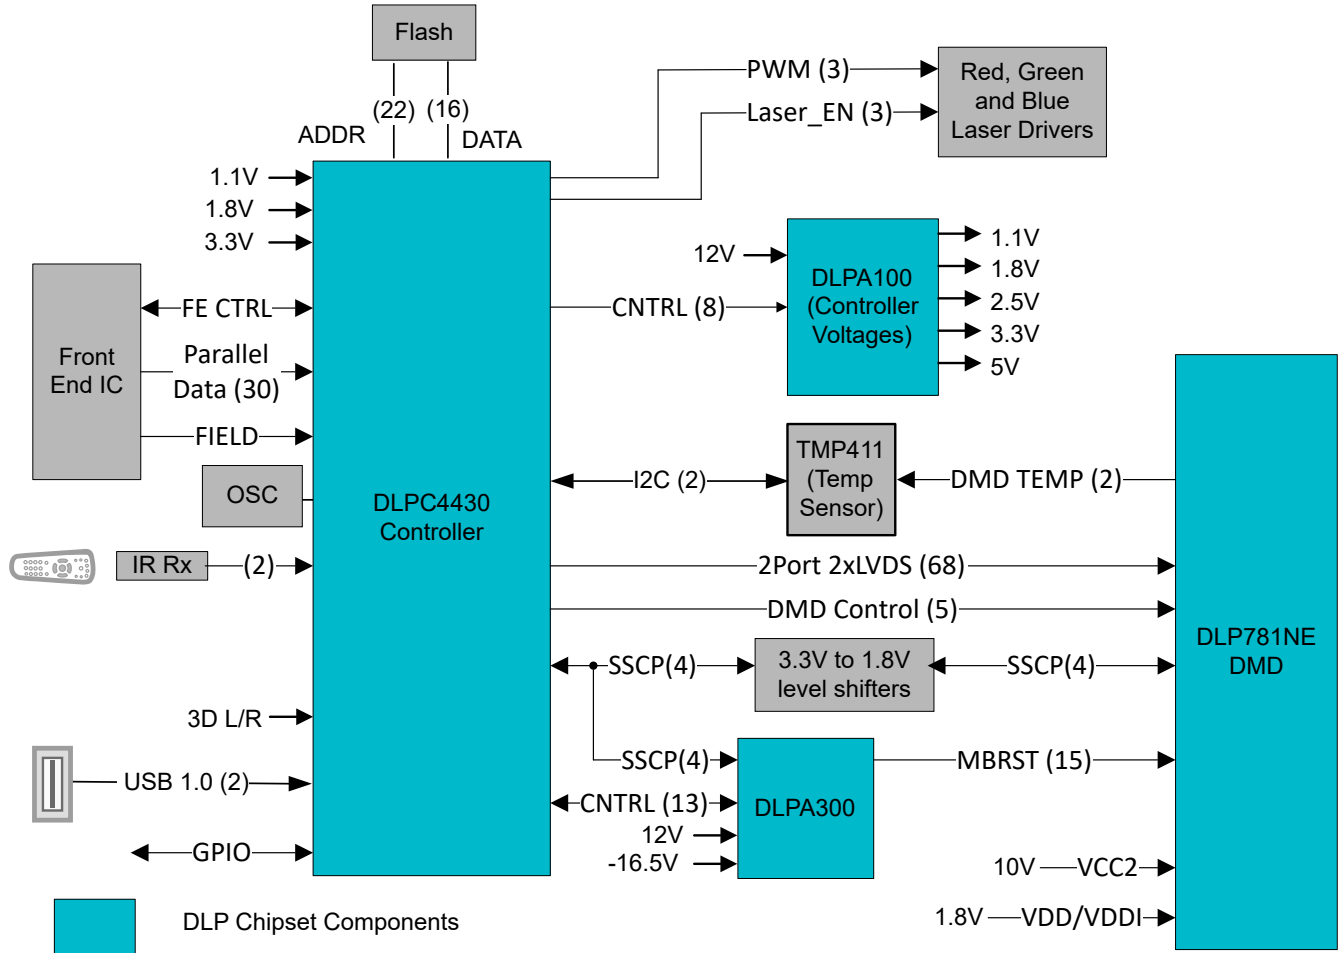 Flash
(22) (16)
ADDR
DATA
PWM (3)
Laser_EN (3)
Red, Green
and Blue
Laser Drivers
1.1V
1.8V
3.3V
12V
CNTRL (8)
DLPA100
(Controller
Voltages)
1.1V
1.8V
2.5V
3.3V
5V
Front
End IC
FE CTRL
Parallel
Data (30)
FIELD
OSC
DLPC4430
Controller
I2C (2)
TMP411
(Temp
Sensor)
DMD TEMP (2)
IR Rx
(2)
2Port 2xLVDS (68)
DMD Control (5)
DLP781NE
DMD
SSCP(4)
3.3V to 1.8V
level shifters
SSCP(4)
3D L/R
SSCP(4)
MBRST (15)
USB 1.0 (2)
CNTRL (13)
DLPA300
12V
-16.5V
GPIO
10V
VCC2
1.8V
VDD/VDDI
DLP Chipset Components